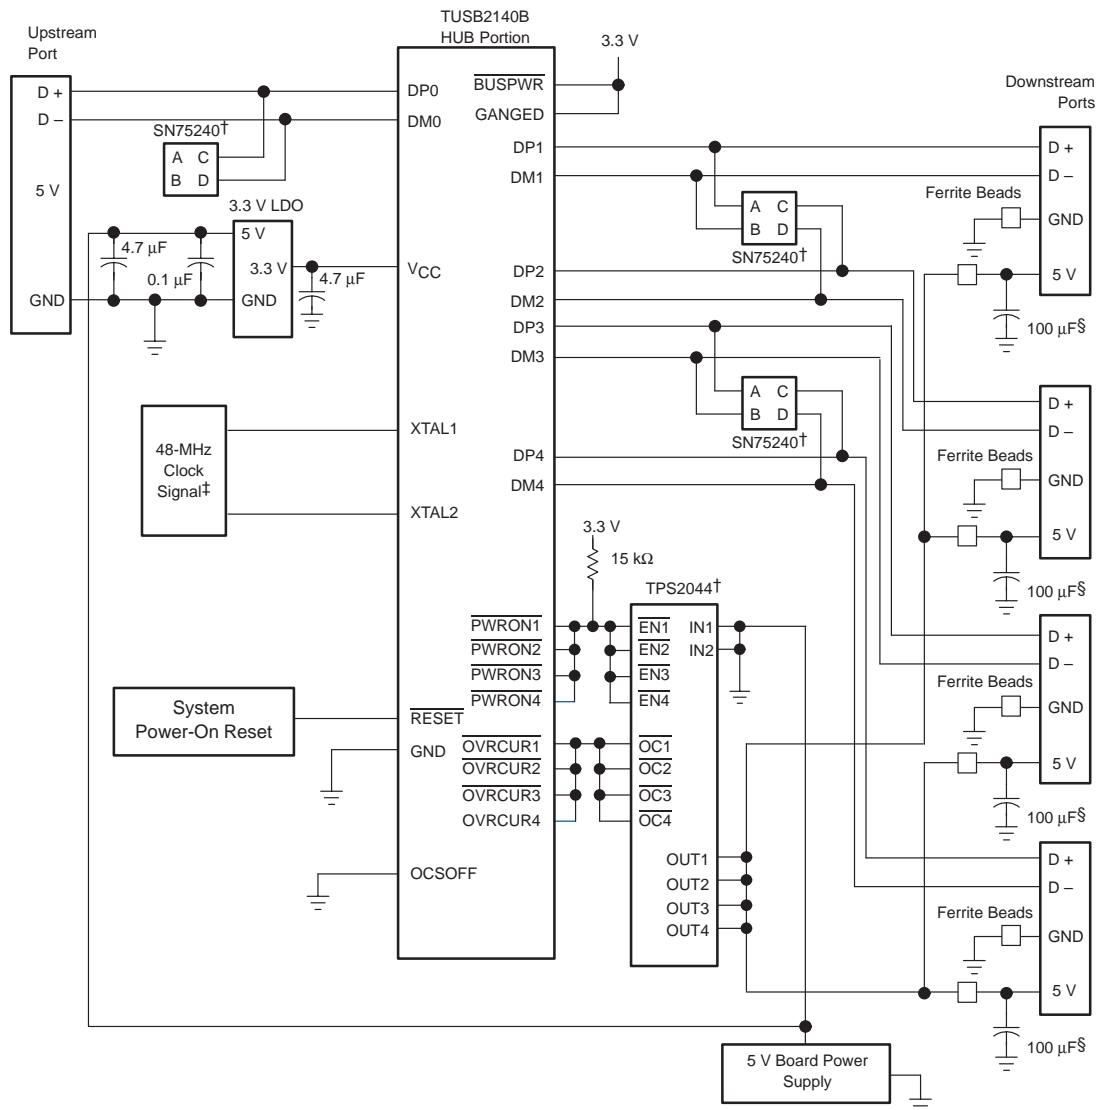 TUSB2140B
HUB Portion
Upstream
Port
D +
D –
5 V
GND
SN75240†
A C
B D
3.3 V LDO
5 V
3.3 V
GND
4.7 μF
0.1 μF
4.7 μF
48-MHz
Clock
Signal‡
System
Power-On Reset
DP0
DM0
VCC
XTAL1
XTAL2
RESET
GND
OCSOFF
BUSPWR
GANGED
DP1
DM1
DP2
DM2
DP3
DM3
DP4
DM4
PWRON1
PWRON2
PWRON3
PWRON4
OVRCUR1
OVRCUR2
OVRCUR3
OVRCUR4
3.3 V
A C
B D
SN75240†
A C
B D
SN75240†
3.3 V
15 kΩ
TPS2044†
EN1
EN2
EN3
EN4
OC1
OC2
OC3
OC4
IN1
IN2
OUT1
OUT2
OUT3
OUT4
5 V Board Power
Supply
Downstream
Ports
D +
D –
Ferrite Beads
GND
5 V
100 μF§
D +
D –
Ferrite Beads
GND
5 V
100 μF§
D +
D –
Ferrite Beads
GND
5 V
100 μF§
D +
D –
Ferrite Beads
GND
5 V
100 μF§